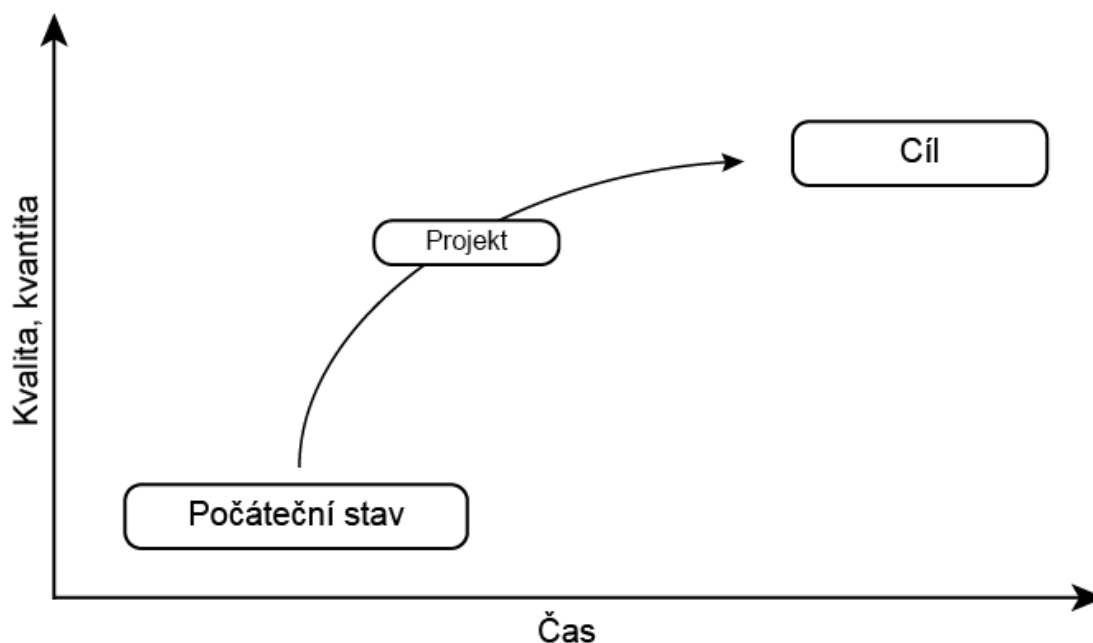 Cíl
Projekt
Kvalita, kvantita
Počáteční stav
Čas